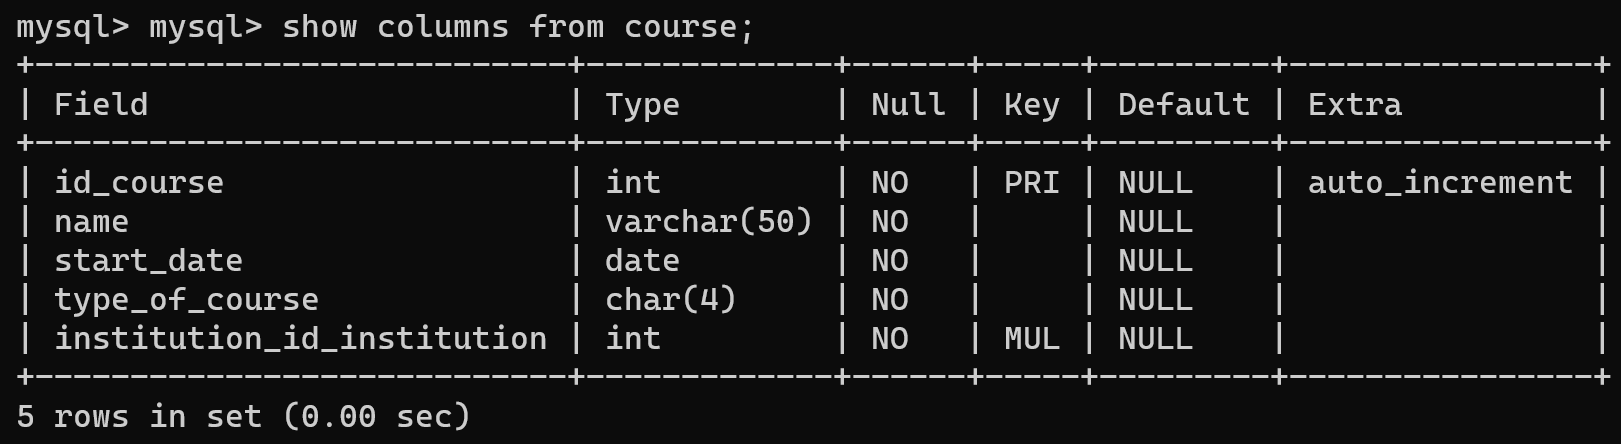 mysql> mysql> show columns from course;
+----------------------------+-------------+------+-----+---------+----------------+
| Field                      | Type        | Null | Key | Default | Extra          |
+----------------------------+-------------+------+-----+---------+----------------+
| id_course                  | int         | NO   | PRI | NULL    | auto_increment |
| name                       | varchar(50) | NO   |     | NULL    |                |
| start_date                 | date        | NO   |     | NULL    |                |
| type_of_course             | char(4)     | NO   |     | NULL    |                |
| institution_id_institution | int         | NO   | MUL | NULL    |                |
+----------------------------+-------------+------+-----+---------+----------------+
5 rows in set (0.00 sec)